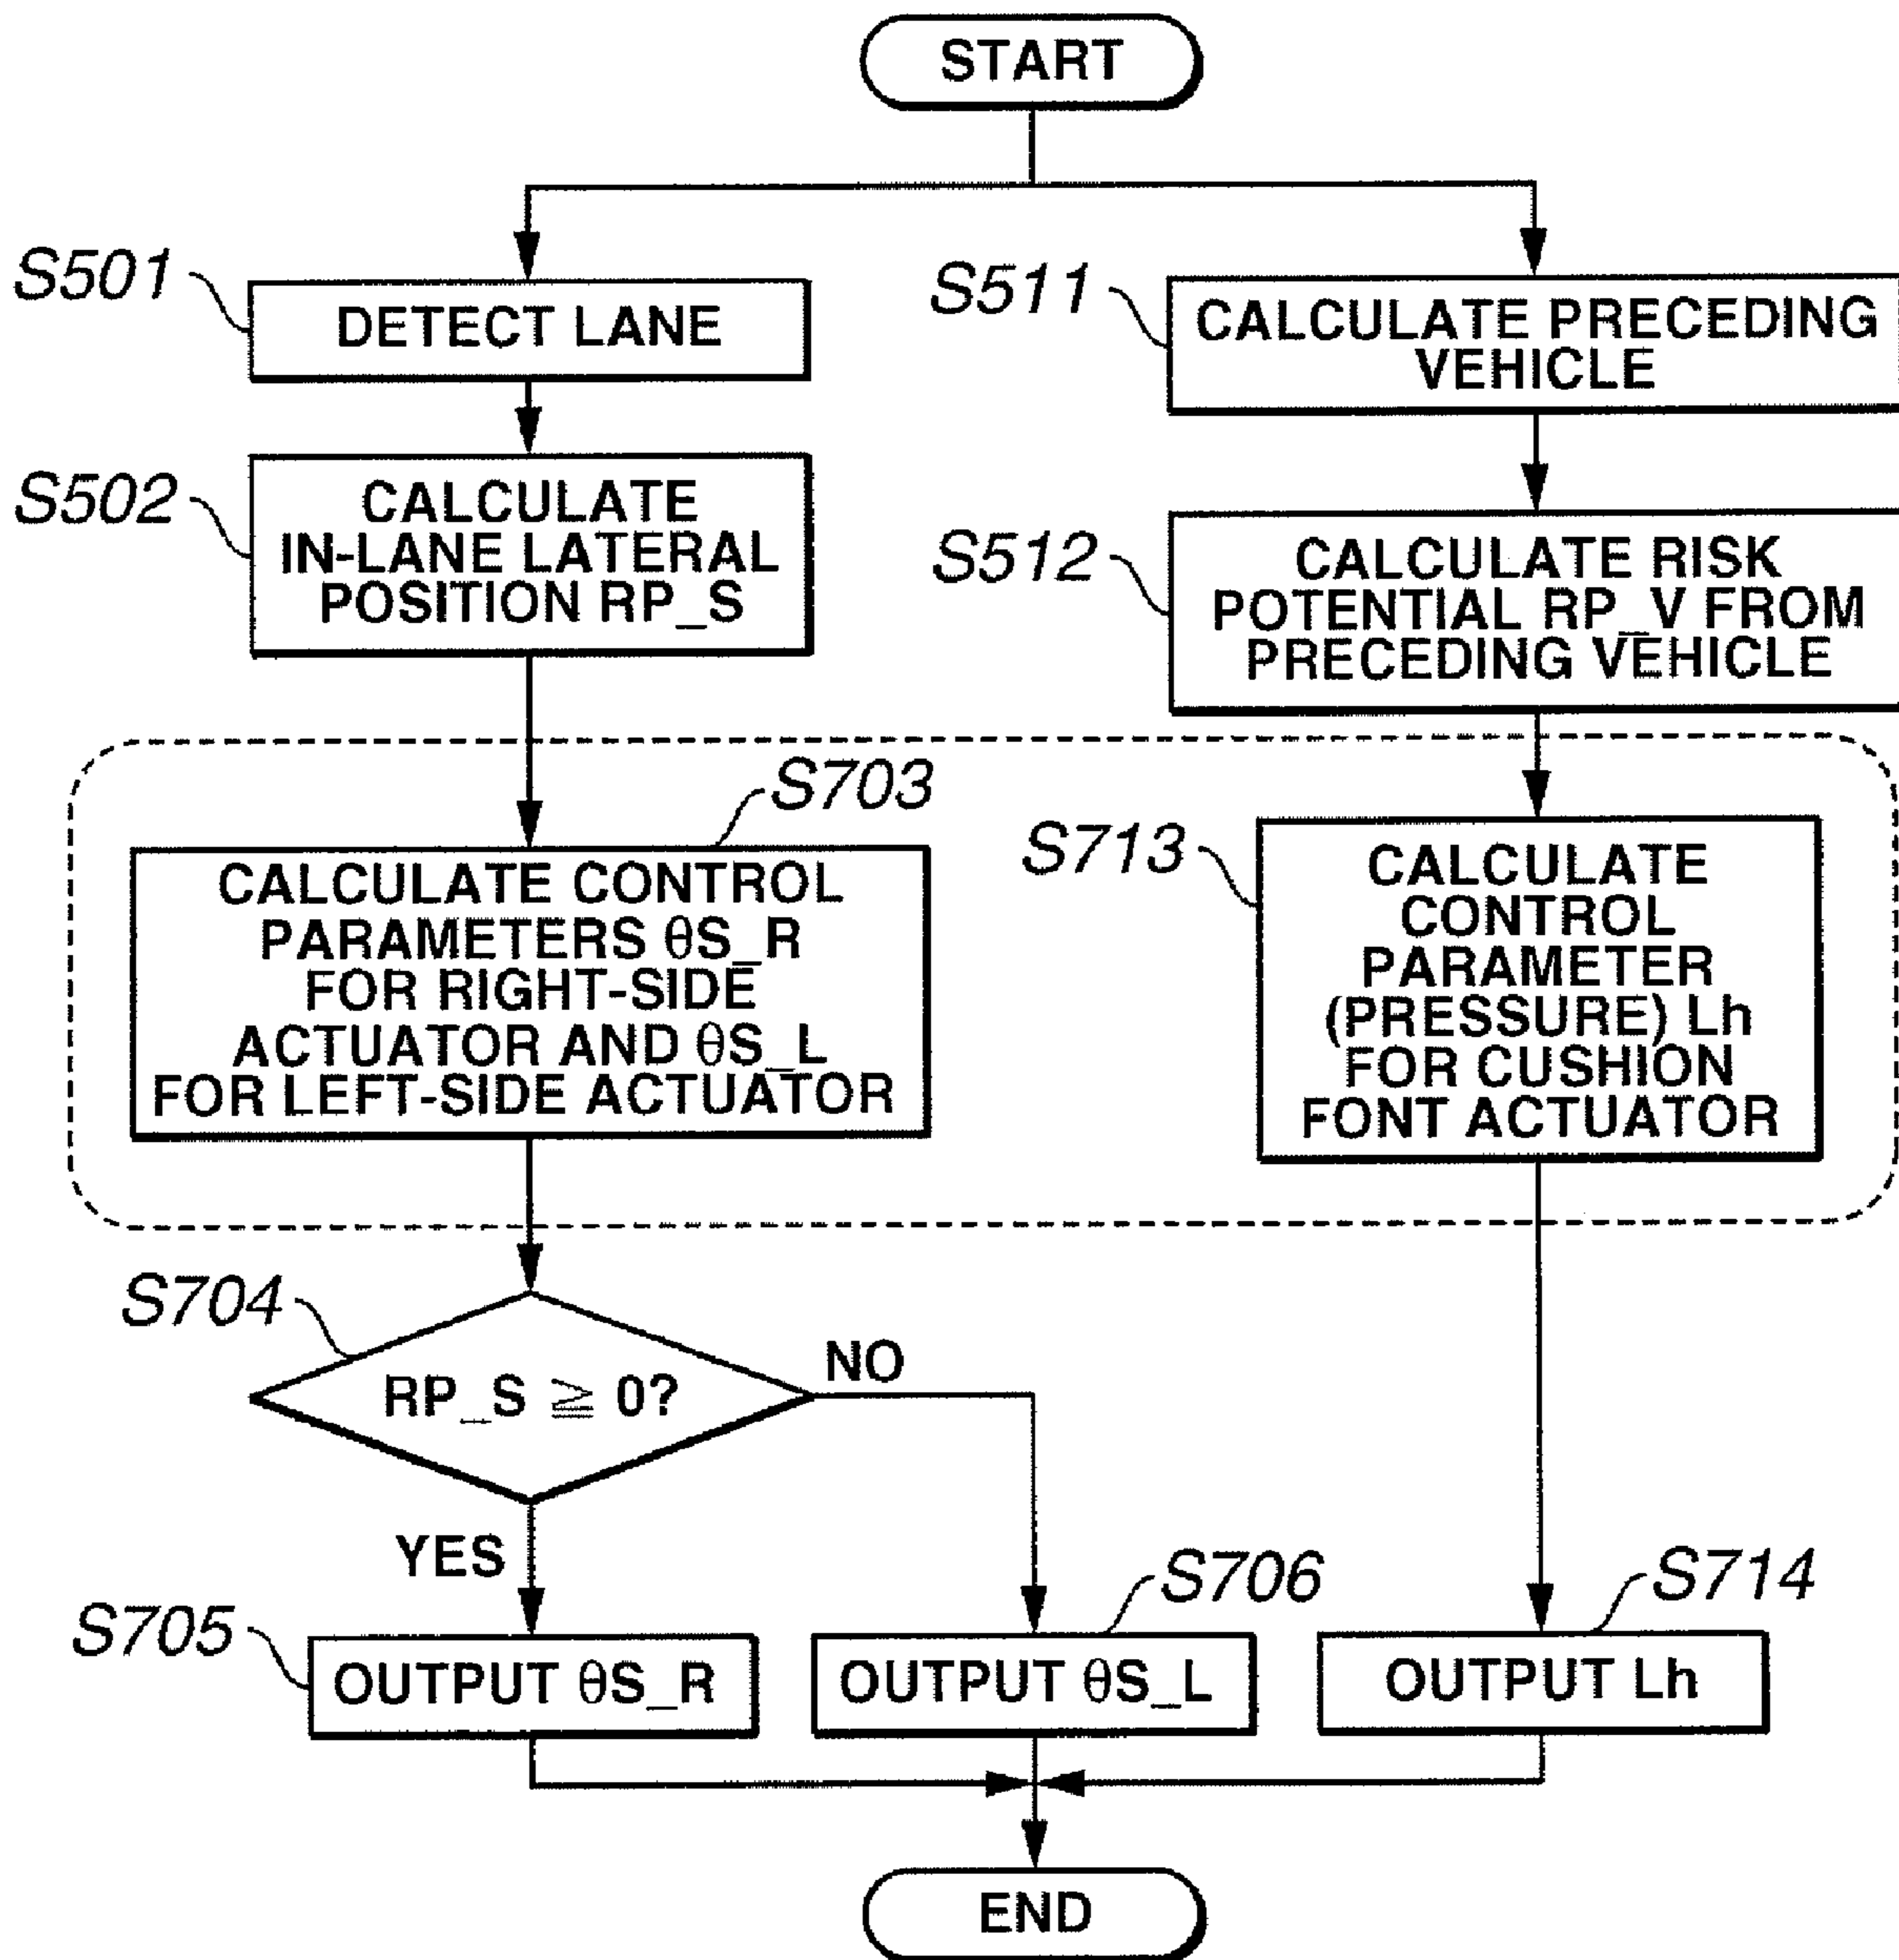 START
S501
DETECT LANE
S511
CALCULATE PRECEDING
VEHICLE
S502
CALCULATE
IN-LANE LATERAL
POSITION RP_S
S512
CALCULATE RISK
POTENTIAL RP_V FROM
PRECEDING VEHICLE
S703
CALCULATE CONTROL
PARAMETERS θS_R
FOR RIGHT-SIDE
ACTUATOR AND θS_L
FOR LEFT-SIDE ACTUATOR
S713
CALCULATE
CONTROL
PARAMETER
(PRESSURE) Lh
FOR CUSHION
FONT ACTUATOR
S704
RP_S ≧ 0?
NO
YES
S705
OUTPUT θS_R
S706
OUTPUT θS_L
S714
OUTPUT Lh
END